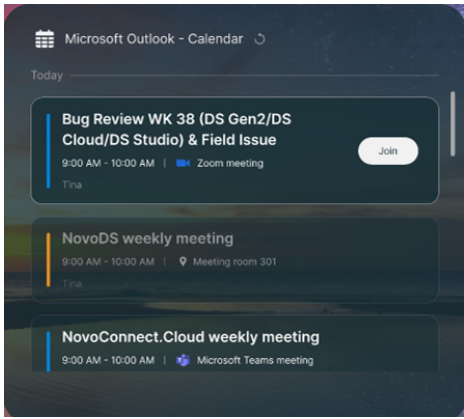 Microsoft Outlook - Calendar
Today
Bug Review WK 38 (DS Gen2/DS
Cloud/DS Studio) & Field Issue
9:00 AM - 10:00 AM | Zoom meeting
Join
Tina
NovoDS weekly meeting
9:00 AM - 10:00 AM | Meeting room 301
Tina
NovoConnect.Cloud weekly meeting
9:00 AM - 10:00 AM | Microsoft Teams meeting